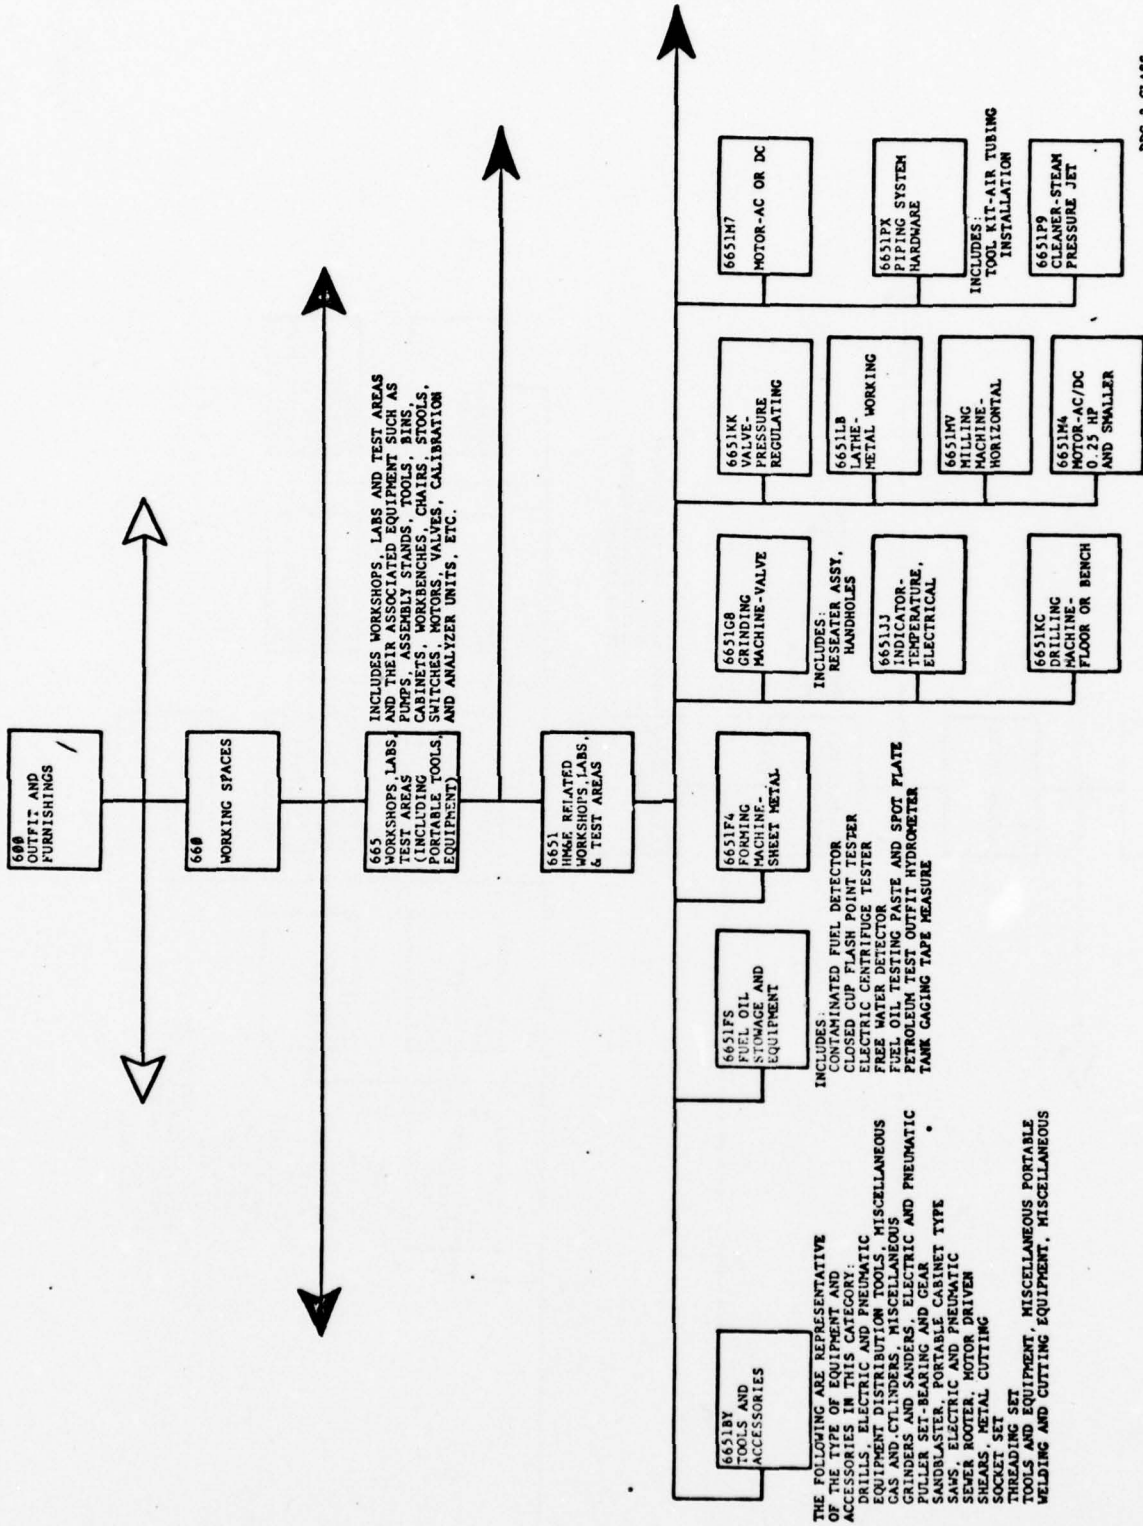 600
OUTFIT AND
FURNISHINGS
660
WORKING SPACES
665
WORKSHOPS,LABS,
TEST AREAS
(INCLUDING
PORTABLE TOOLS,
EQUIPMENT)
INCLUDES WORKSHOPS, LABS AND TEST AREAS
AND THEIR ASSOCIATED EQUIPMENT SUCH AS
PUMPS, ASSEMBLY STANDS, TOOLS, BINS,
CABINETS, WORKBENCHES, CHAIRS, STOOLS,
SWITCHES, MOTORS, VALVES, CALIBRATION
AND ANALYZER UNITS, ETC.
6651
HM&E RELATED
WORKSHOPS,LABS,
& TEST AREAS
6651BY
TOOLS AND
ACCESSORIES
THE FOLLOWING ARE REPRESENTATIVE
OF THE TYPE OF EQUIPMENT AND
ACCESSORIES IN THIS CATEGORY:
DRILLS, ELECTRIC AND PNEUMATIC
EQUIPMENT DISTRIBUTION TOOLS, MISCELLANEOUS
GAS AND CYLINDERS, MISCELLANEOUS
GRINDERS AND SANDERS, ELECTRIC AND PNEUMATIC
PULLER SET-BEARING AND GEAR
SANDBLASTER, PORTABLE CABINET TYPE
SAWS, ELECTRIC AND PNEUMATIC
SEWER ROOTER, MOTOR DRIVEN
SHEARS, METAL CUTTING
SOCKET SET
THREADING SET
TOOLS AND EQUIPMENT, MISCELLANEOUS PORTABLE
WELDING AND CUTTING EQUIPMENT, MISCELLANEOUS
6651FS
FUEL OIL
STOWAGE AND
EQUIPMENT
INCLUDES:
CONTAMINATED FUEL DETECTOR
CLOSED CUP FLASH POINT TESTER
ELECTRIC CENTRIFUGE TESTER
FREE WATER DETECTOR
FUEL OIL TESTING PASTE AND SPOT PLATE
PETROLEUM TEST OUTFIT HYDROMETER
TANK GAGING TAPE MEASURE
6651F4
FORMING
MACHINE-
SHEET METAL
6651G8
GRINDING
MACHINE-VALVE
INCLUDES:
RESEATER ASSY,
HANDHOLES
6651JJ
INDICATOR-
TEMPERATURE,
ELECTRICAL
6651KC
DRILLING
MACHINE-
FLOOR OR BENCH
6651KK
VALVE-
PRESSURE
REGULATING
6651LB
LATHE-
METAL WORKING
6651MV
MILLING
MACHINE-
HORIZONTAL
6651M4
MOTOR-AC/DC
0.25 HP
AND SMALLER
6651M7
MOTOR-AC OR DC
6651PX
PIPING SYSTEM
HARDWARE
INCLUDES:
TOOL KIT-AIR TUBING
INSTALLATION
6651P9
CLEANER-STEAM
PRESSURE JET